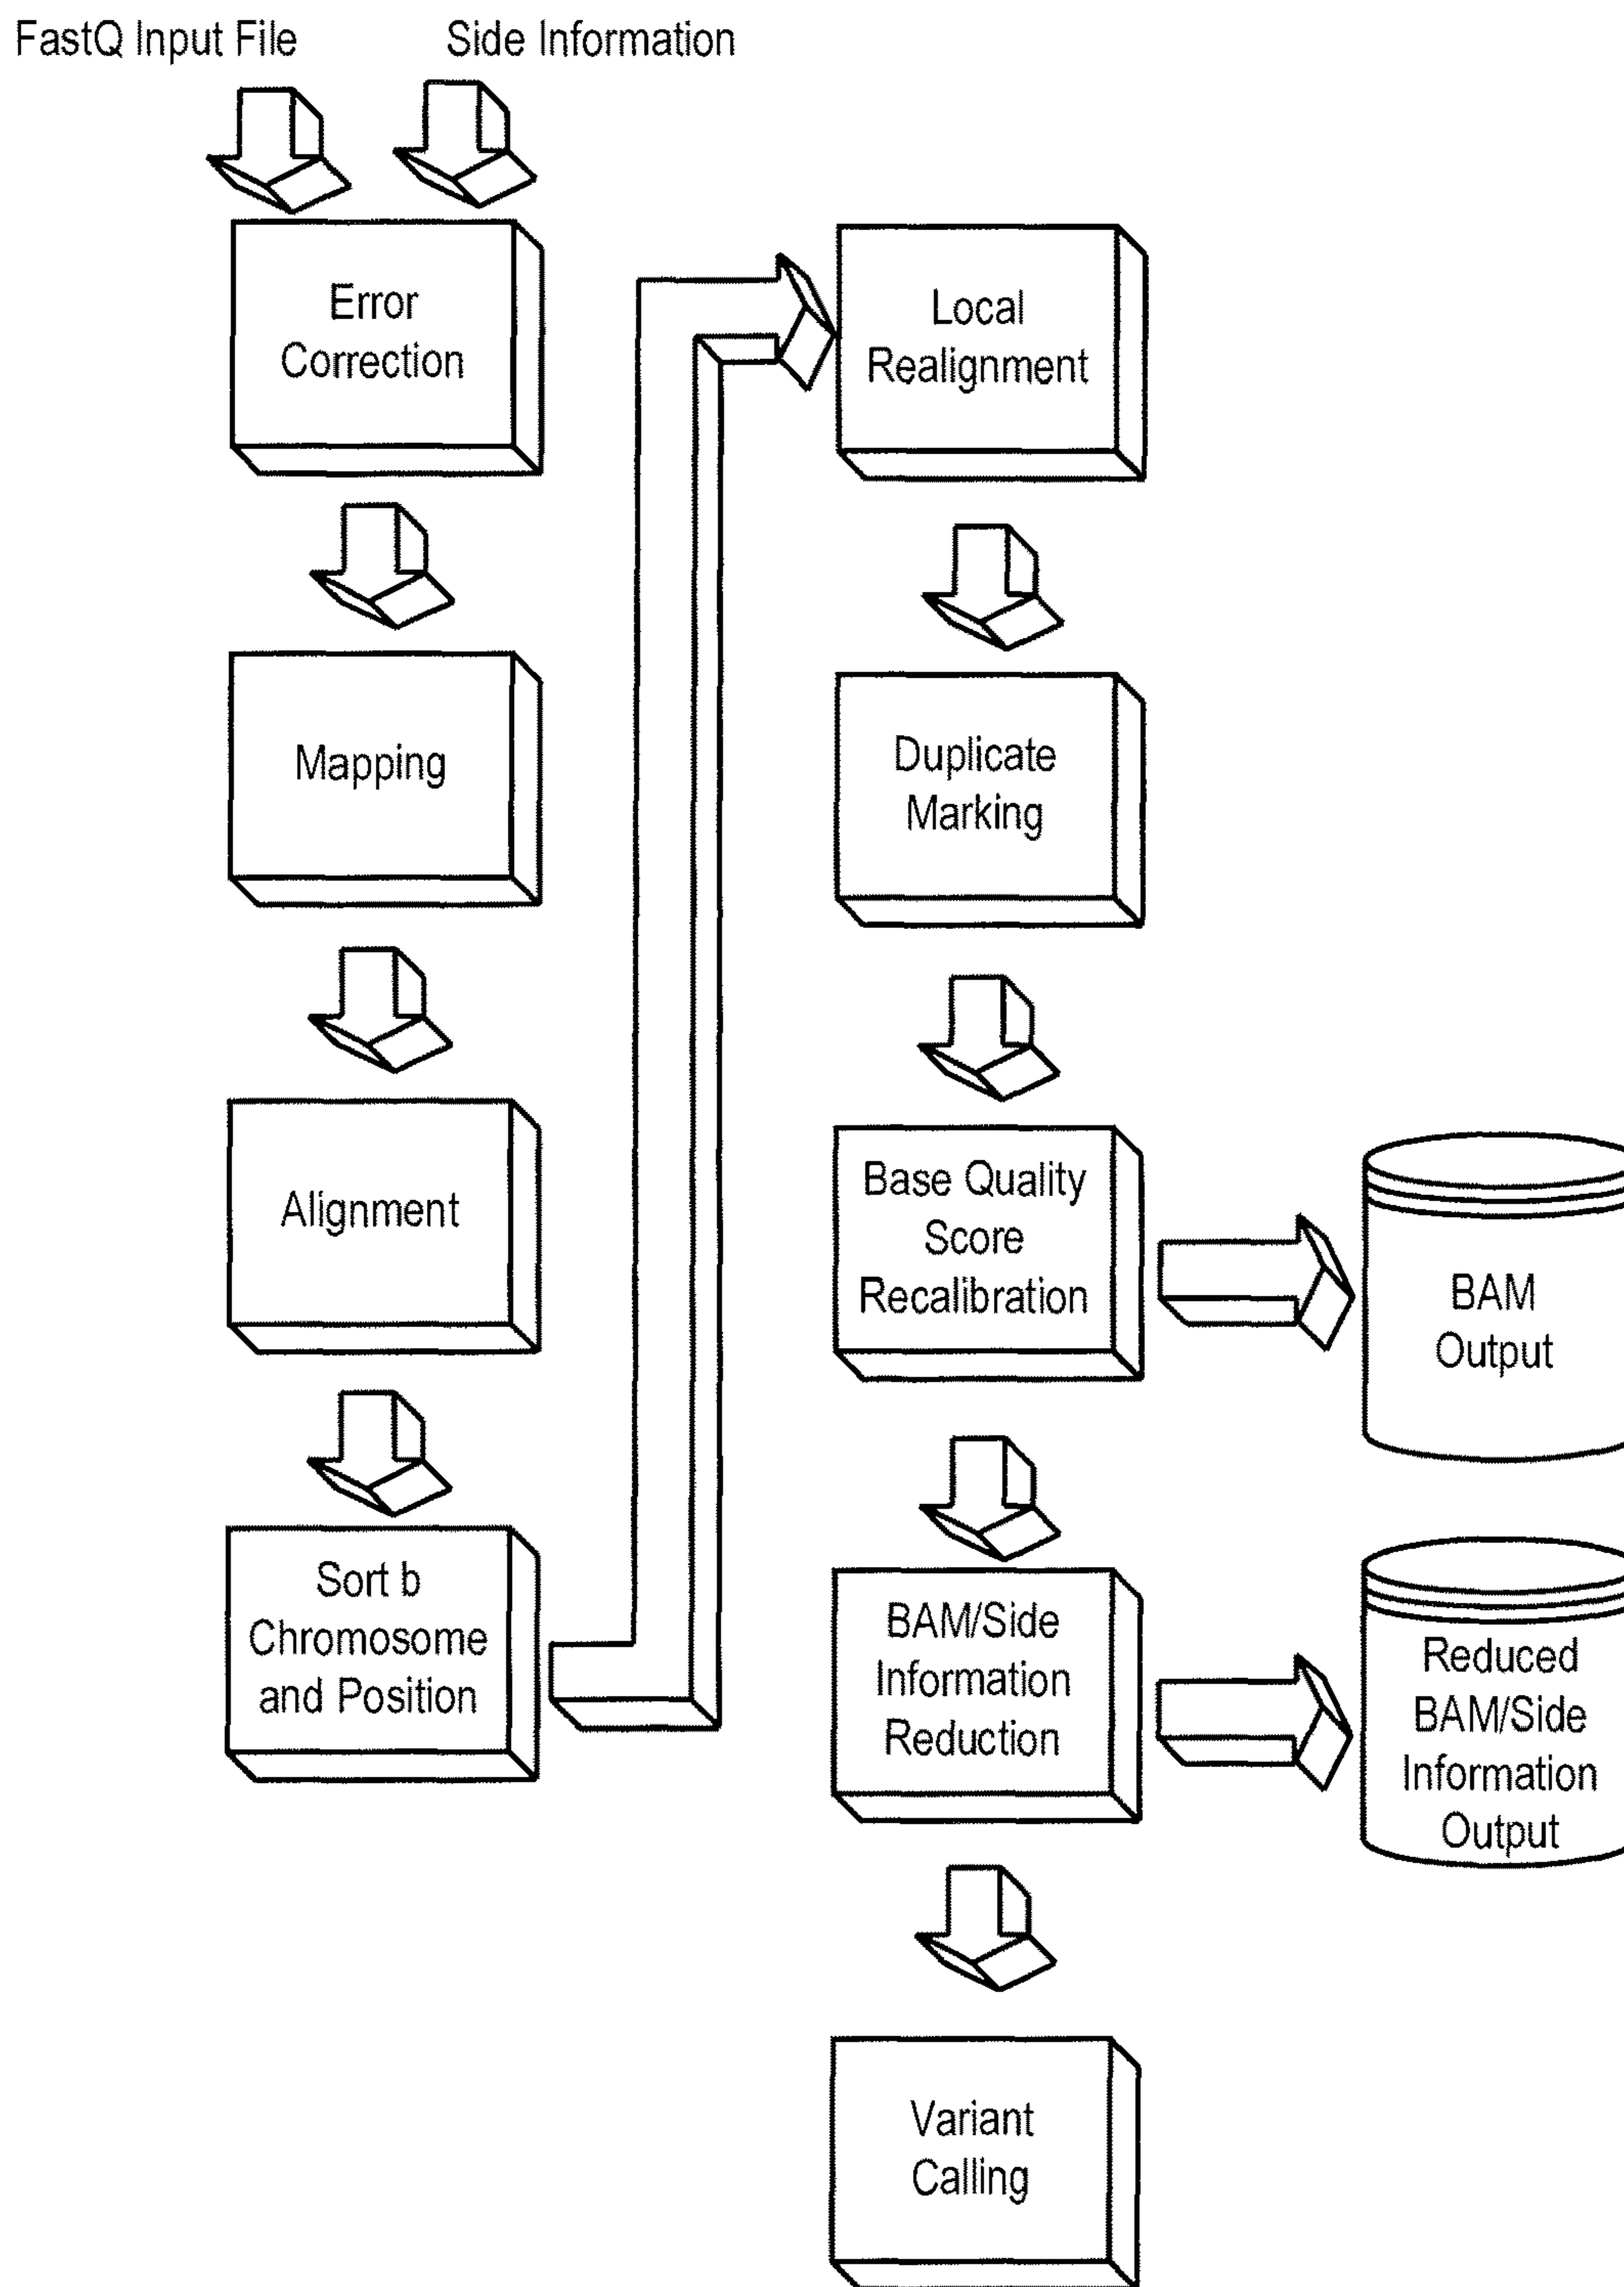 FastQ Input File
Side Information
Error
Correction
Mapping
Alignment
Sort b
Chromosome
and Position
Local
Realignment
Duplicate
Marking
Base Quality
Score
Recalibration
BAM
Output
BAM/Side
Information
Reduction
Reduced
BAM/Side
Information
Output
Variant
Calling